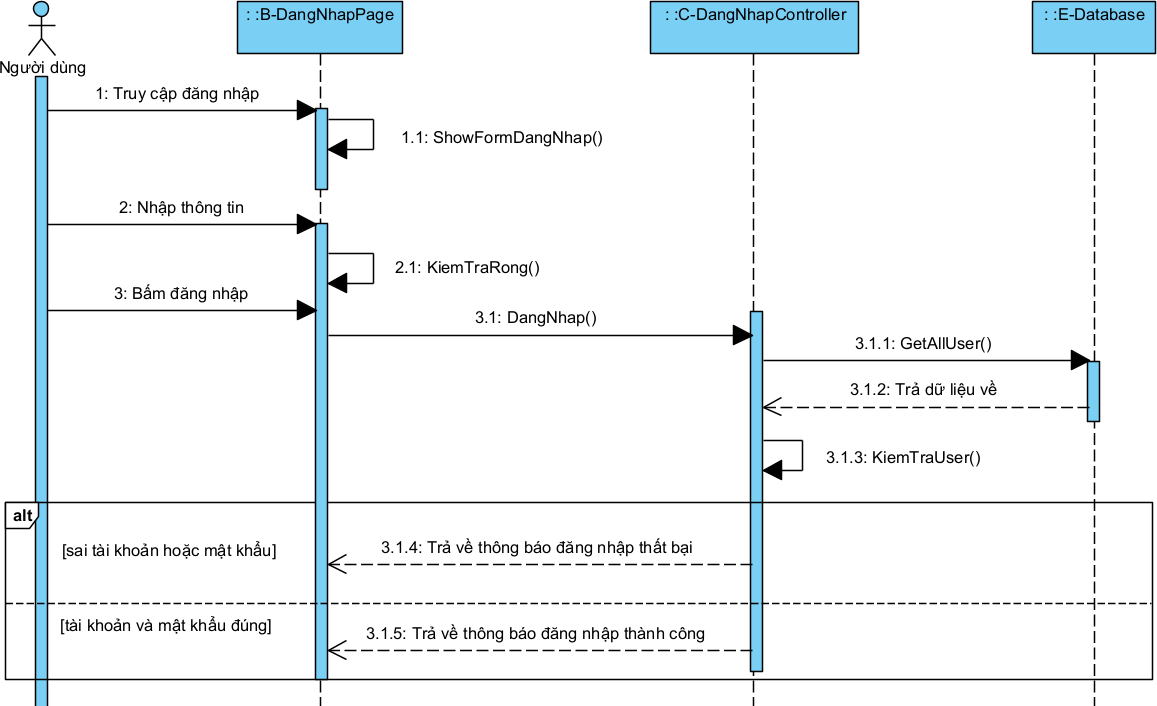 : :B-DangNhapPage
: :C-DangNhapController
: :E-Database
Người dùng
1: Truy cập đăng nhập
1.1: ShowFormDangNhap()
2: Nhập thông tin
2.1: KiemTraRong()
3: Bấm đăng nhập
3.1: DangNhap()
3.1.1: GetAllUser()
3.1.2: Trả dữ liệu về
3.1.3: KiemTraUser()
alt
[sai tài khoản hoặc mật khẩu]
3.1.4: Trả về thông báo đăng nhập thất bại
[tài khoản và mật khẩu đúng]
3.1.5: Trả về thông báo đăng nhập thành công